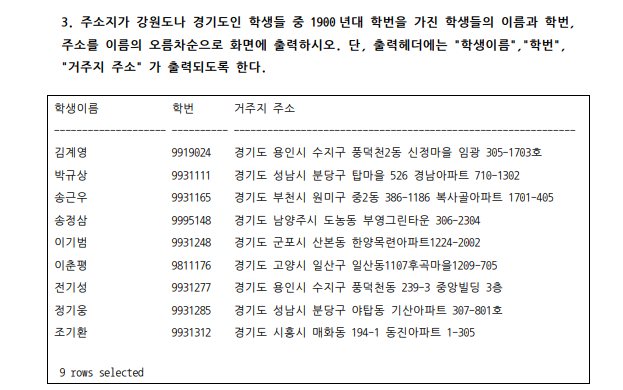 3. 주소지가 강원도나 경기도인 학생들 중 1900년대 학번을 가진 학생들의 이름과 학번,
주소를 이름의 오름차순으로 화면에 출력하시오. 단, 출력헤더에는 "학생이름","학번",
"거주지 주소" 가 출력되도록 한다.
학생이름 학번 거주지 주소
-------------------- ---------- --------------------------------------------------------------
김계영 9919024 경기도 용인시 수지구 풍덕천2동 신정마을 임광 305-1703호
박규상 9931111 경기도 성남시 분당구 탑마을 526 경남아파트 710-1302
송근우 9931165 경기도 부천시 원미구 중2동 386-1186 복사골아파트 1701-405
송정삼 9995148 경기도 남양주시 도농동 부영그린타운 306-2304
이기범 9931248 경기도 군포시 산본동 한양목련아파트1224-2002
이춘평 9811176 경기도 고양시 일산구 일산동1107후곡마을1209-705
전기성 9931277 경기도 용인시 수지구 풍덕천동 239-3 중앙빌딩 3층
정기웅 9931285 경기도 성남시 분당구 야탑동 기산아파트 307-801호
조기환 9931312 경기도 시흥시 매화동 194-1 동진아파트 1-305
9 rows selected